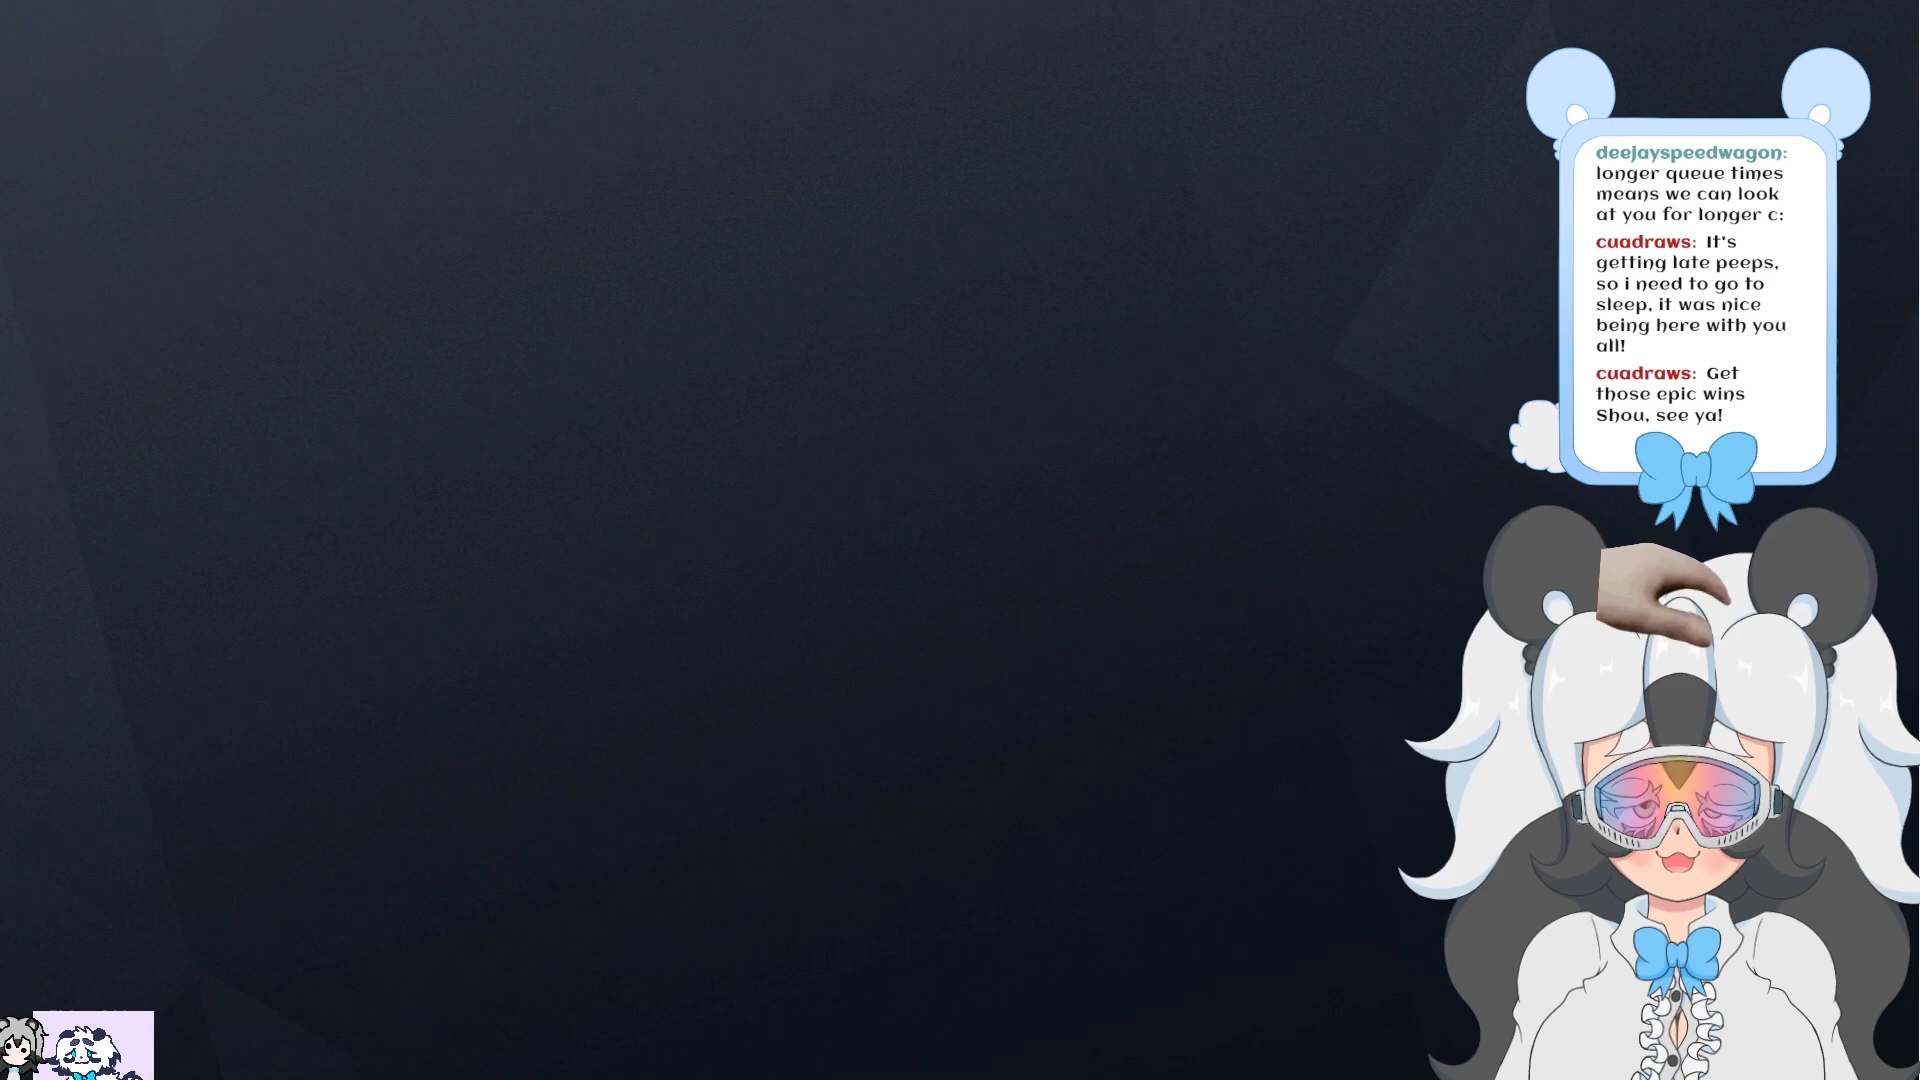 deejayspeedwagon:
longer queue times
means we can look
at you for longer c:
cuadraws: It's
getting late peeps,
so i need to go to
sleep, it was nice
being here with you
all!
cuadraws: Get
those epic wins
Shou, see ya!